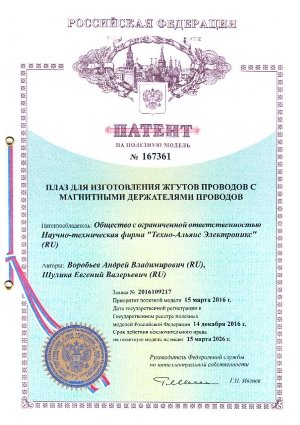 РОССИЙСКАЯ ФЕДЕРАЦИЯ
ПАТЕНТ
НА ПОЛЕЗНУЮ МОДЕЛЬ
№ 167361
ПЛАЗ ДЛЯ ИЗГОТОВЛЕНИЯ ЖГУТОВ ПРОВОДОВ С
МАГНИТНЫМИ ДЕРЖАТЕЛЯМИ ПРОВОДОВ
Патентообладатель: Общество с ограниченной ответственностью
Научно-техническая фирма "Техно-Альянс Электроникс"
(RU)
Авторы: Воробьев Андрей Владимирович (RU),
Шулика Евгений Валерьевич (RU)
Заявка № 2016109217
Приоритет полезной модели 15 марта 2016 г.
Дата государственной регистрации в
Государственном реестре полезных
моделей Российской Федерации 14 декабря 2016 г.
Срок действия исключительного права
на полезную модель истекает 15 марта 2026 г.
Руководитель Федеральной службы
по интеллектуальной собственности
Г.П. Ивлиев